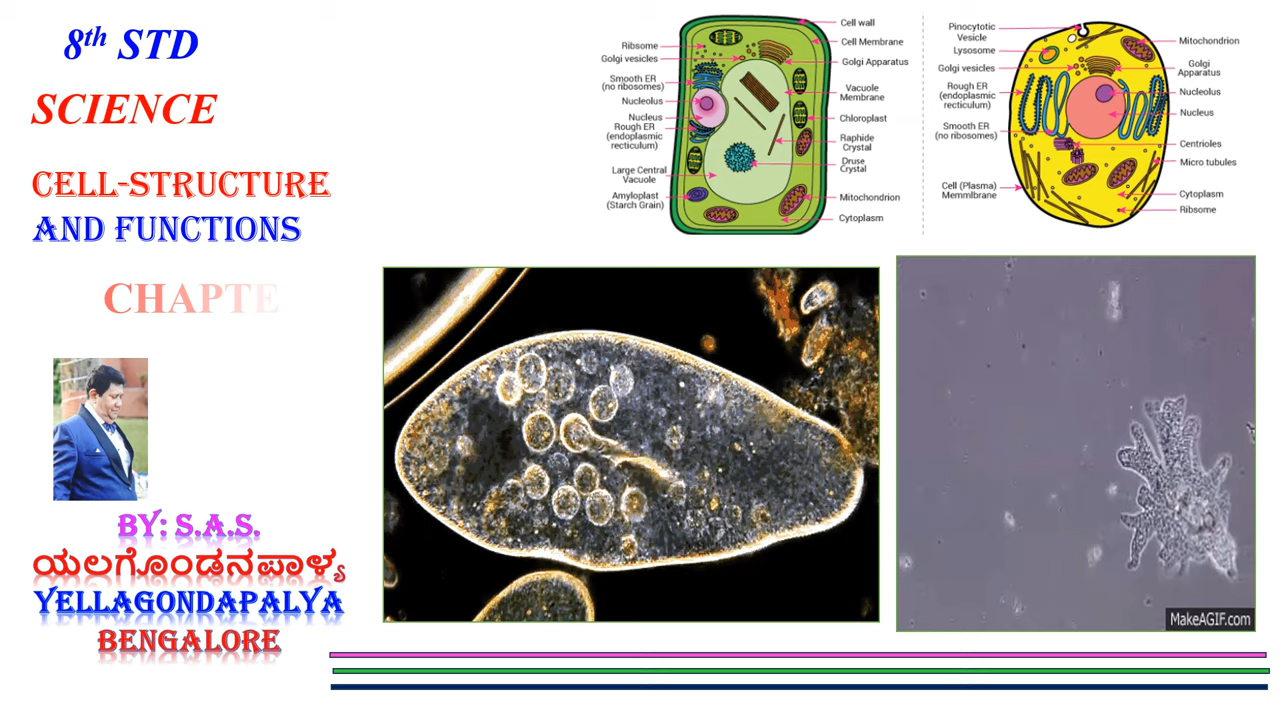 8th STD
SCIENCE
CELL-STRUCTURE
AND FUNCTIONS
CHAPTE
BY: S.A.S.
ಯಲಗೊಂಡನಪಾಳ್ಯ
YELLAGONDAPALYA
BENGALORE
Ribsome
Golgi vesicles
Smooth ER
(no ribosomes)
Nucleolus
Nucleus
Rough ER
(endoplasmic
recticulum)
Large Central
Vacuole
Amyloplast
(Starch Grain)
Cell wall
Cell Membrane
Golgi Apparatus
Vacuole
Membrane
Chloroplast
Raphide
Crystal
Druse
Crystal
Mitochondrion
Cytoplasm
Pinocytotic
Vesicle
Lysosome
Golgi vesicles
Rough ER
(endoplasmic
recticulum)
Smooth ER
(no ribosomes)
Cell (Plasma)
Memmlbrane
Mitochondrion
Golgi
Apparatus
Nucleolus
Nucleus
Centrioles
Micro tubules
Cytoplasm
Ribsome
MakeAGIF.com